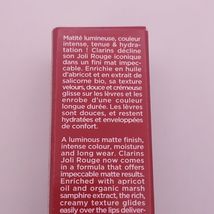 Matité lumineuse, couleur
intense, tenue & hydra-
tation ! Clarins décline
son Joli Rouge iconique
dans un fini mat impec-
cable. Enrichie en huile
d'abricot et en extrait de
salicorne bio, sa texture
velours, douce et crémeuse
glisse sur les lèvres et les
enrobe d'une couleur
longue durée. Les lèvres
sont douces, et restent
hydratées et enveloppées
de confort.
A luminous matte finish,
intense colour, moisture
and long wear. Clarins
Joli Rouge now comes
in a formula that offers
impeccable matte results.
Enriched with apricot
oil and organic marsh
samphire extract, the rich,
creamy texture glides
easily over the lips deliver-